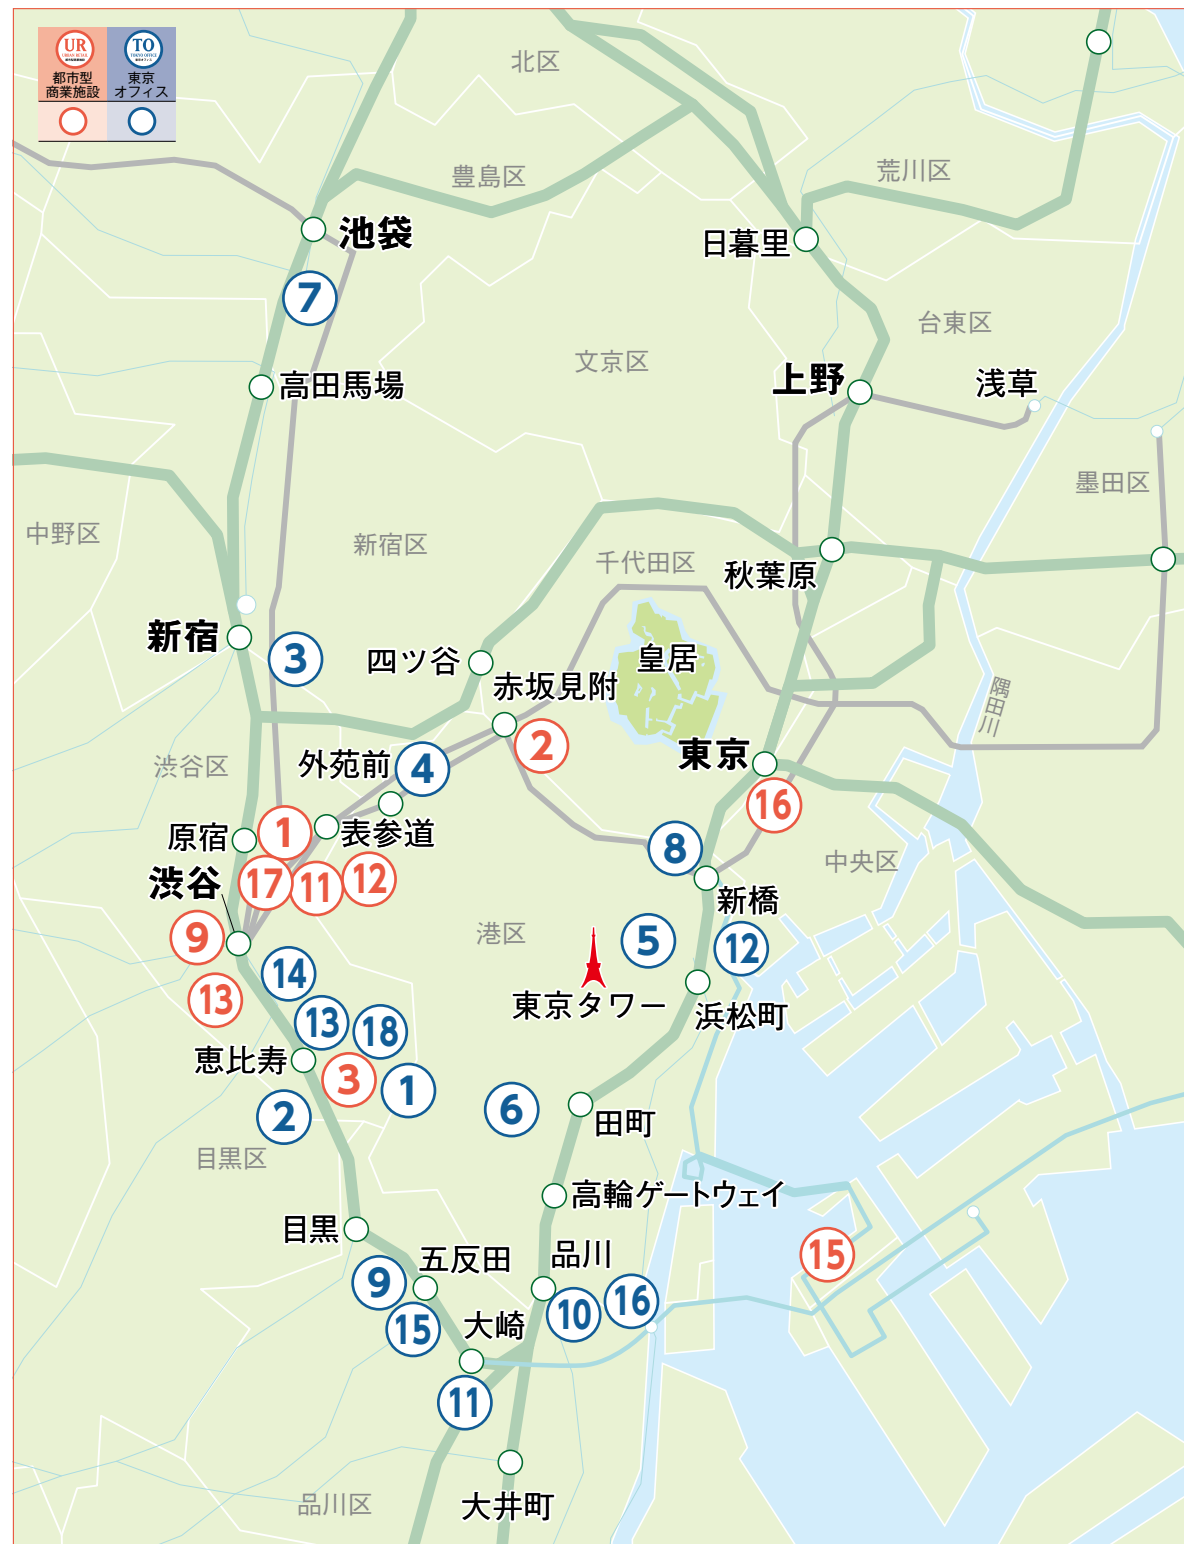 UR
URBAN RETAIL
都市型
商業施設
TO
TOKYO OFFICE
東京
オフィス
北区
豊島区
荒川区
池袋
日暮里
7
台東区
文京区
高田馬場
上野
浅草
墨田区
中野区
新宿区
千代田区
秋葉原
新宿
3
四ツ谷
皇居
赤坂見附
隅田川
2
東京
渋谷区
外苑前
4
16
原宿
1
表参道
8
中央区
渋谷
17
11
12
新橋
9
港区
5
12
14
13
東京タワー
浜松町
13
18
恵比寿
3
1
2
6
田町
目黒区
高輪ゲートウェイ
目黒
五反田
品川
15
9
10
16
15
大崎
11
品川区
大井町